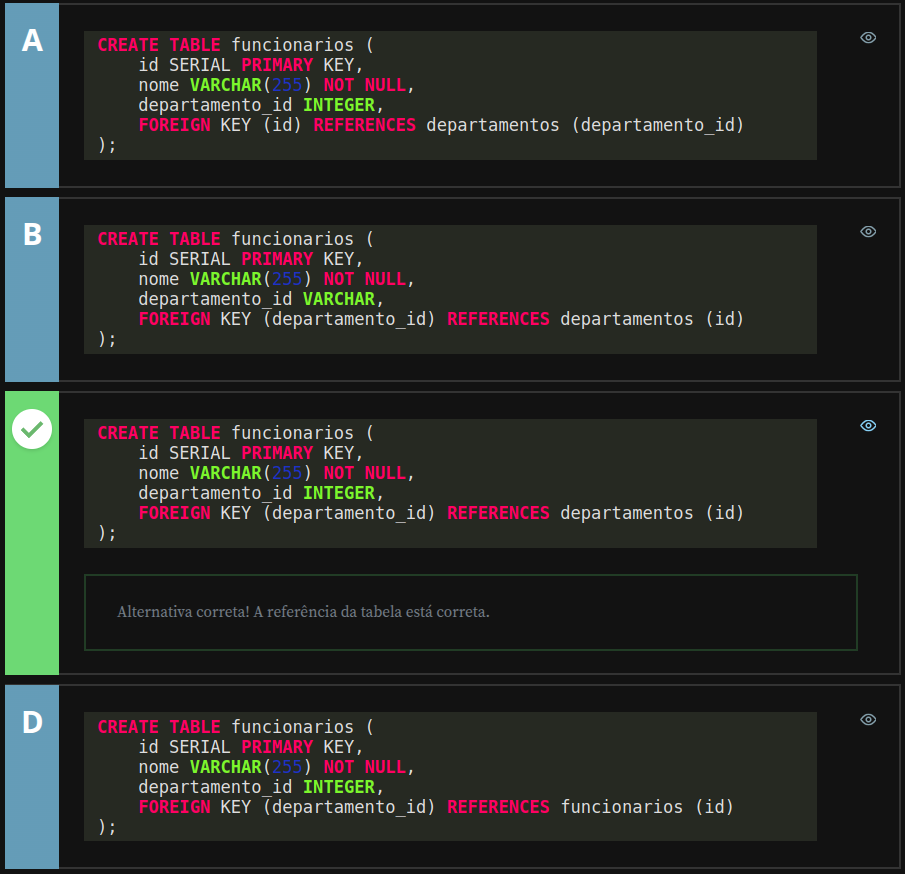 A
CREATE TABLE funcionarios (
    id SERIAL PRIMARY KEY,
    nome VARCHAR(255) NOT NULL,
    departamento_id INTEGER,
    FOREIGN KEY (id) REFERENCES departamentos (departamento_id)
);
B
CREATE TABLE funcionarios (
    id SERIAL PRIMARY KEY,
    nome VARCHAR(255) NOT NULL,
    departamento_id VARCHAR,
    FOREIGN KEY (departamento_id) REFERENCES departamentos (id)
);
CREATE TABLE funcionarios (
    id SERIAL PRIMARY KEY,
    nome VARCHAR(255) NOT NULL,
    departamento_id INTEGER,
    FOREIGN KEY (departamento_id) REFERENCES departamentos (id)
);
Alternativa correta! A referência da tabela está correta.
D
CREATE TABLE funcionarios (
    id SERIAL PRIMARY KEY,
    nome VARCHAR(255) NOT NULL,
    departamento_id INTEGER,
    FOREIGN KEY (departamento_id) REFERENCES funcionarios (id)
);